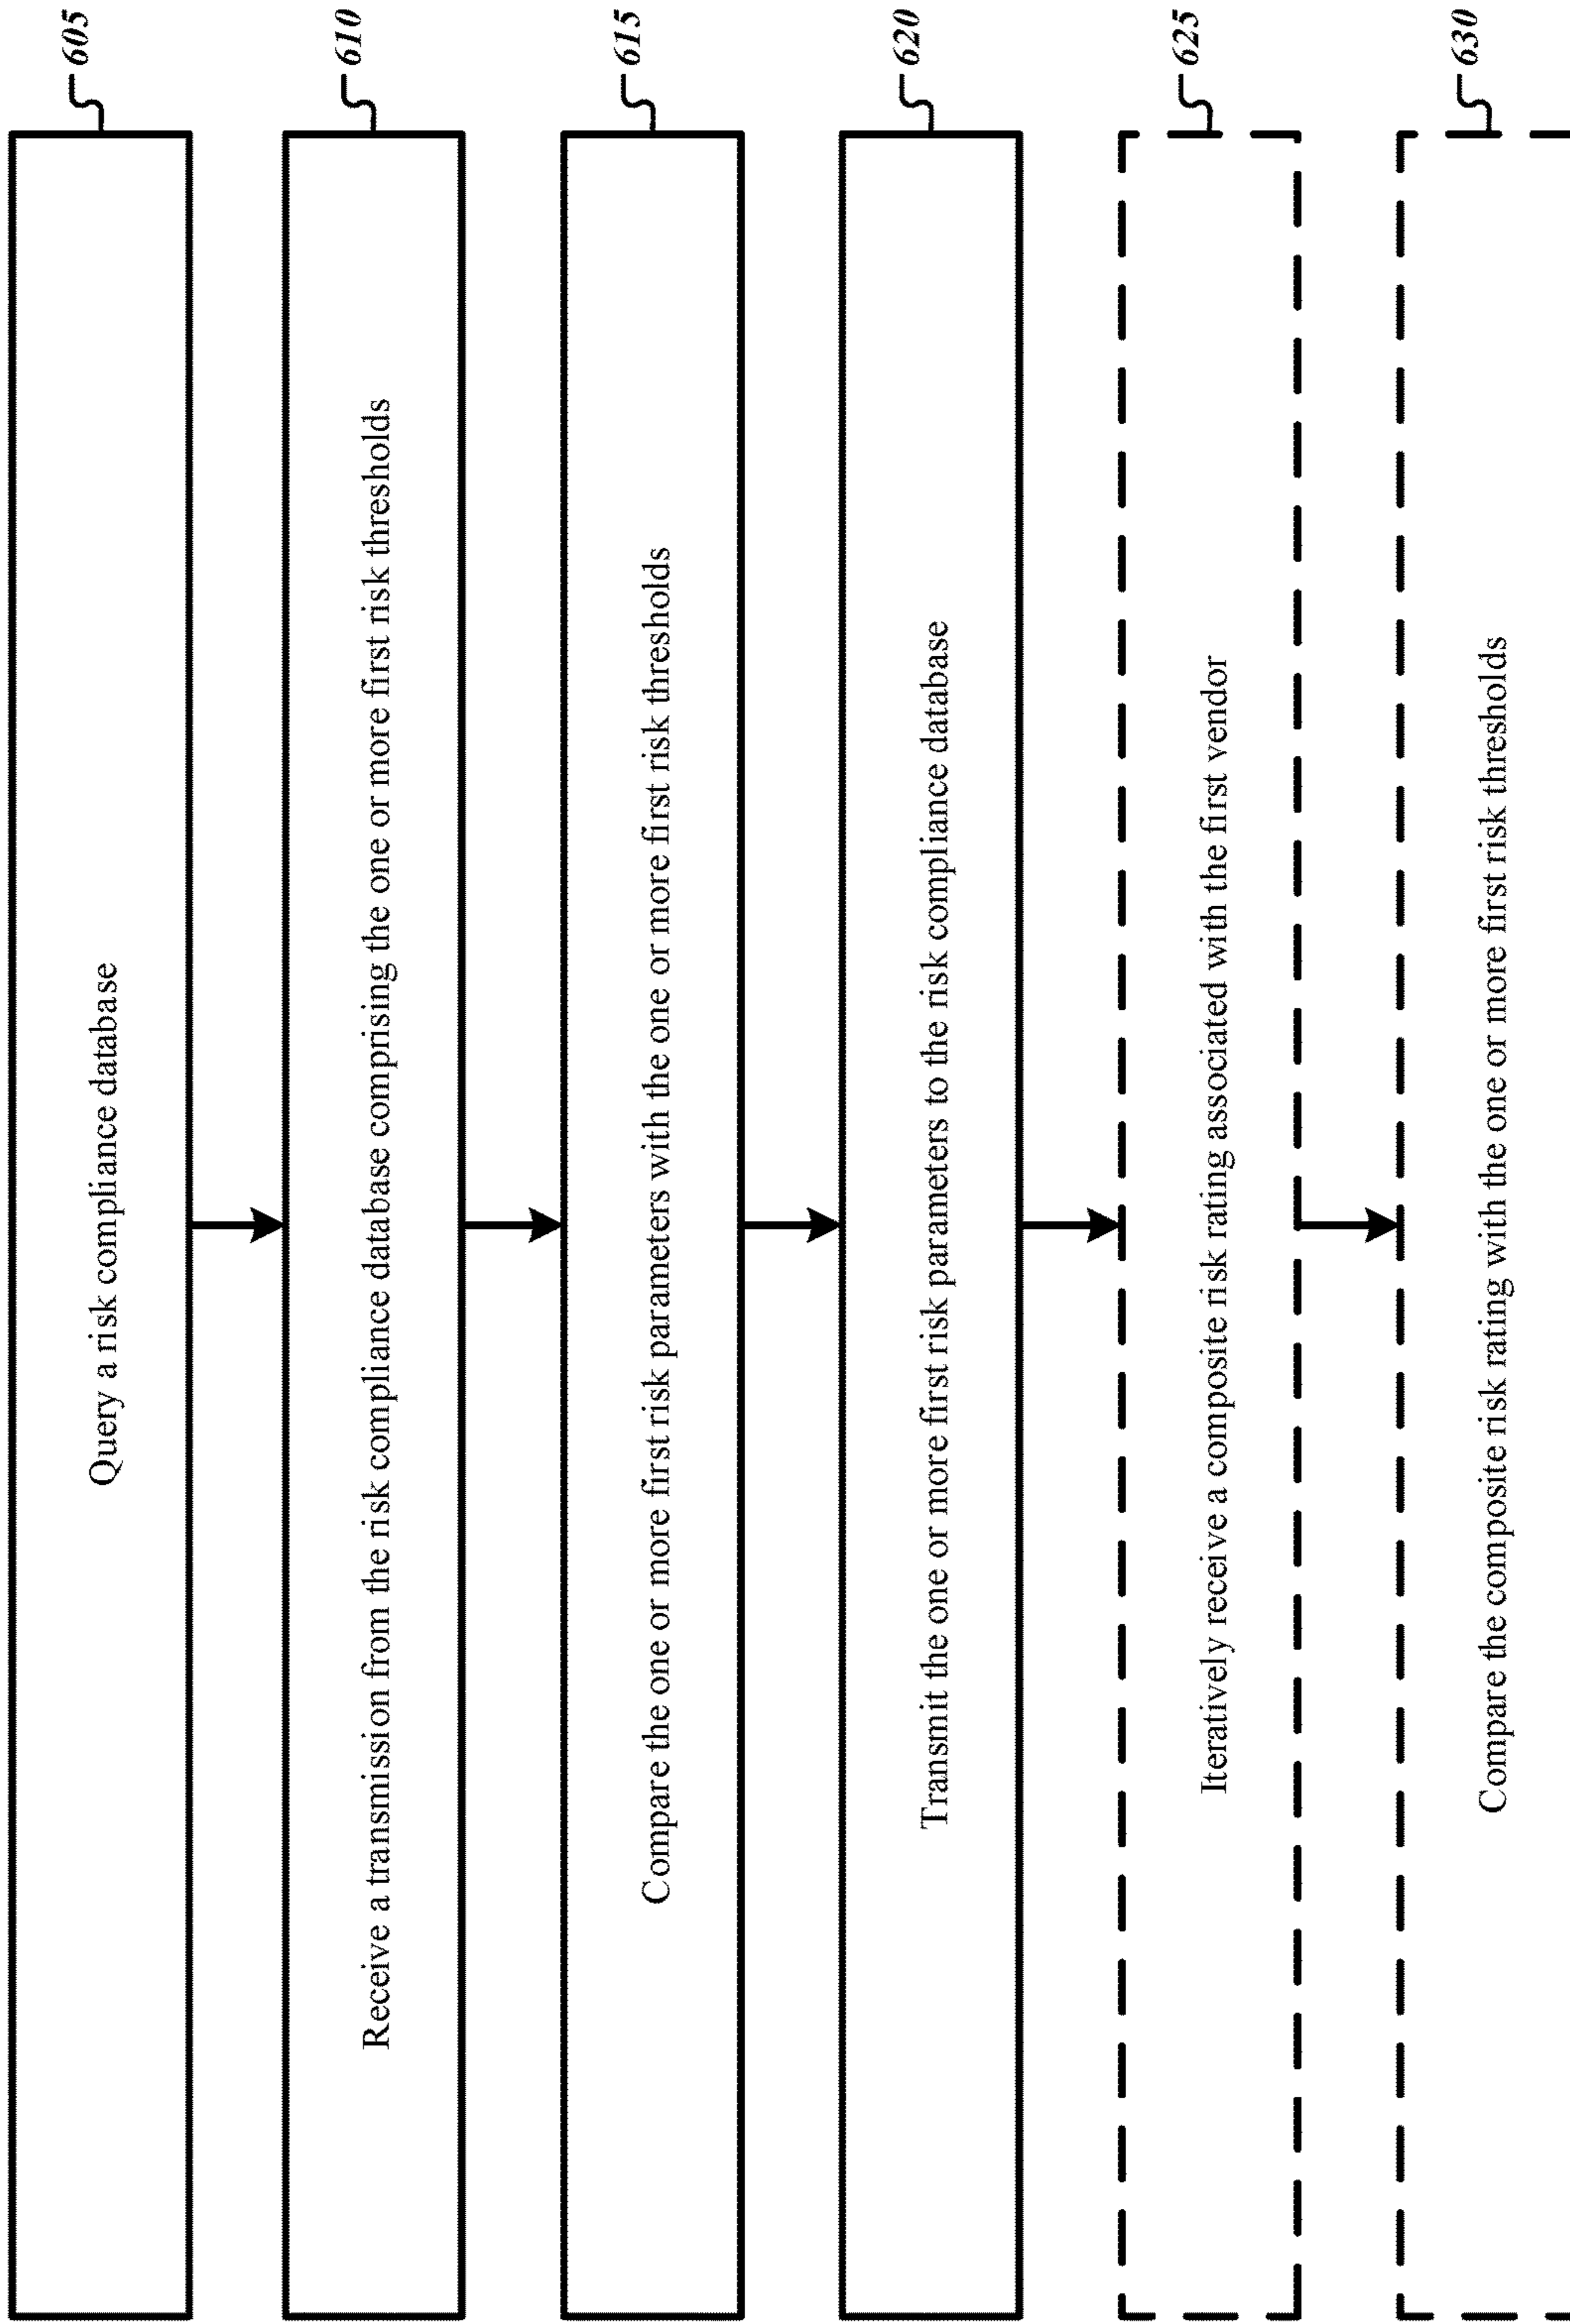 605
Query a risk compliance database
610
Receive a transmission from the risk compliance database comprising the one or more first risk thresholds
615
Compare the one or more first risk parameters with the one or more first risk thresholds
620
Transmit the one or more first risk parameters to the risk compliance database
625
Iteratively receive a composite risk rating associated with the first vendor
630
Compare the composite risk rating with the one or more first risk thresholds